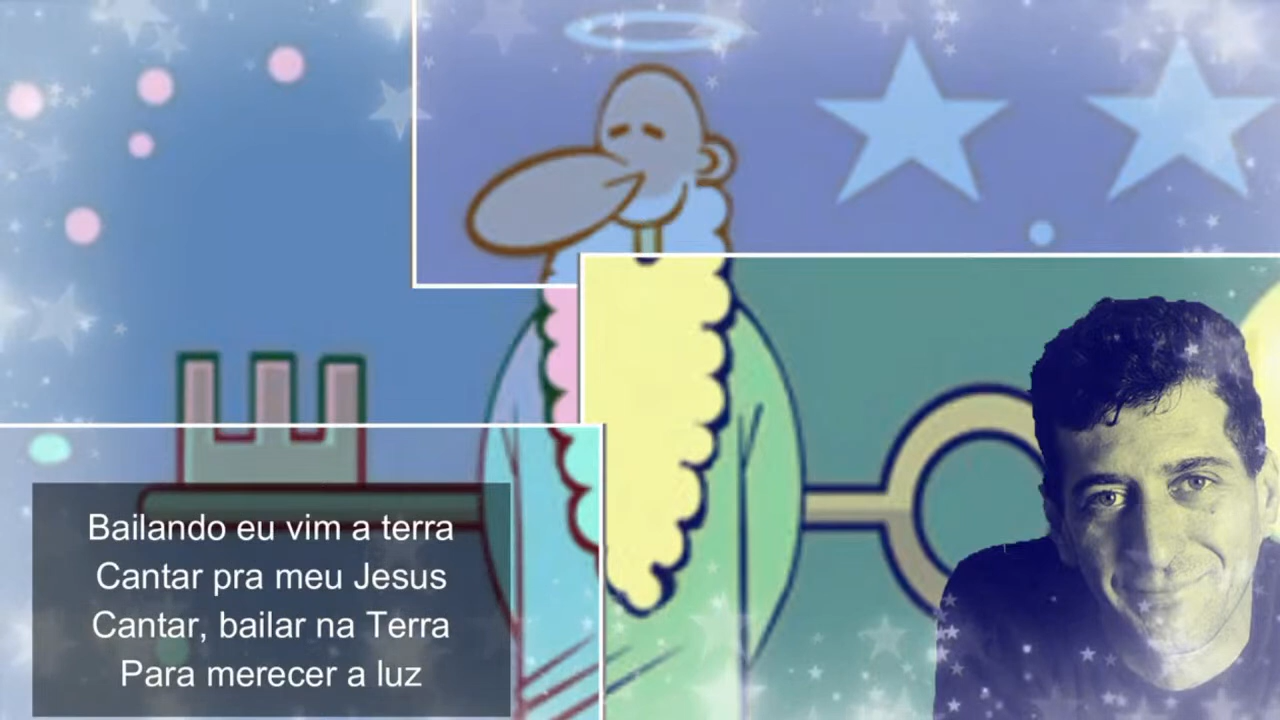 Bailando eu vim a terra
Cantar pra meu Jesus
Cantar, bailar na Terra
Para merecer a luz